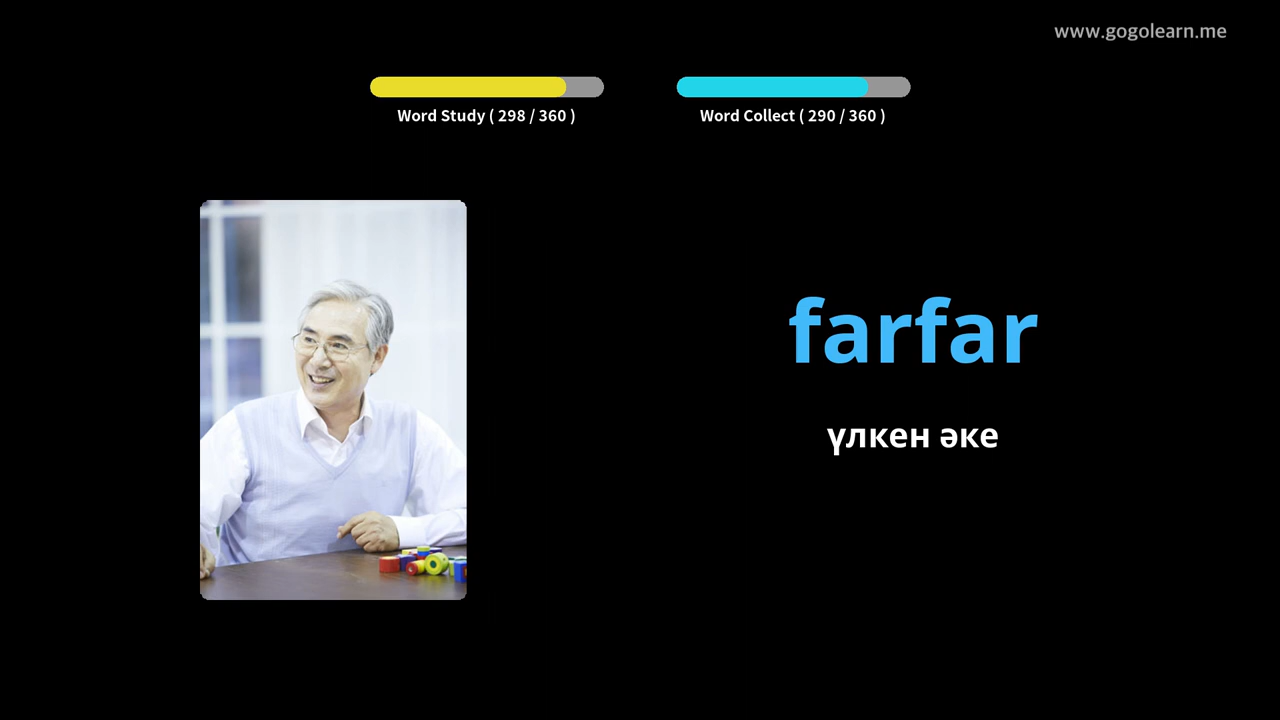 www.gogolearn.me
Word Study ( 298 / 360 )
Word Collect ( 290 / 360 )
farfar
үлкен әке